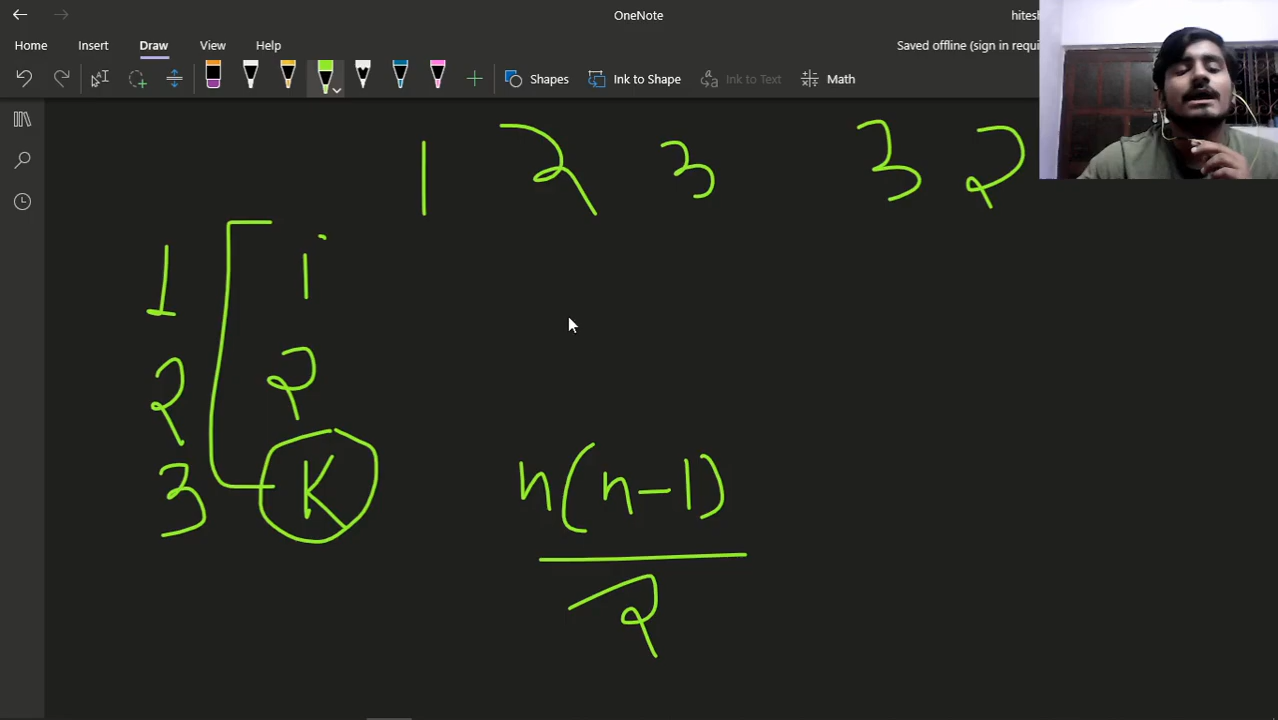 OneNote
hitesh
Home Insert Draw View Help
Saved offline (sign in requi
Shapes Ink to Shape Ink to Text Math
1 2 3 3 2
1 1
2 2
3 K
n(n-1)
2